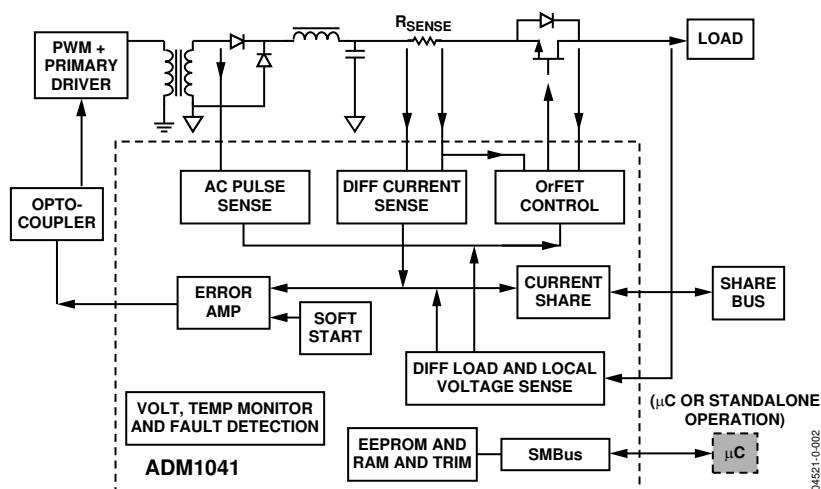 R_SENSE
PWM +
PRIMARY
DRIVER
LOAD
AC PULSE
SENSE
DIFF CURRENT
SENSE
OrFET
CONTROL
OPTO-
COUPLER
ERROR
AMP
CURRENT
SHARE
SHARE
BUS
SOFT
START
DIFF LOAD AND LOCAL
VOLTAGE SENSE
VOLT, TEMP MONITOR
AND FAULT DETECTION
(μC OR STANDALONE
OPERATION)
EEPROM AND
RAM AND TRIM
SMBus
μC
ADM1041
04521-0-002